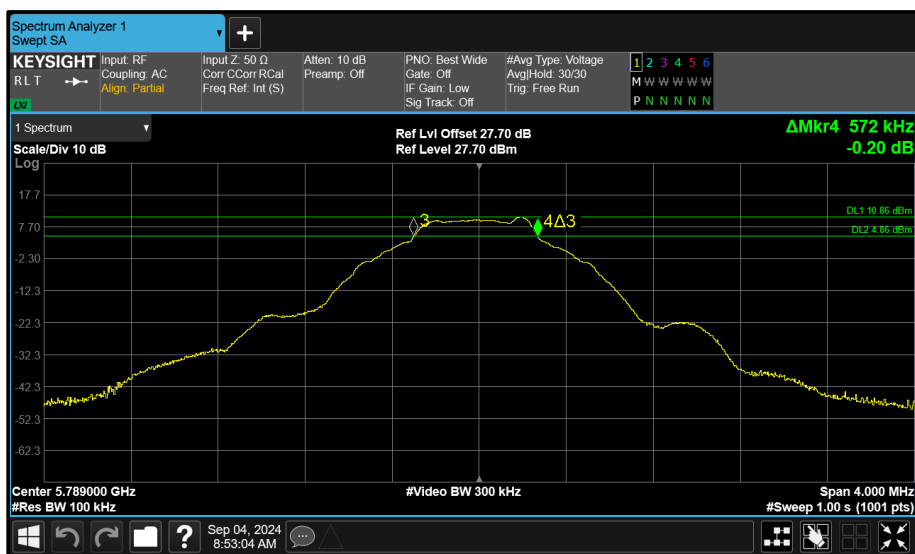 Spectrum Analyzer 1
Swept SA
KEYSIGHT
R L T
LXI
Input: RF
Coupling: AC
Align: Partial
Input Z: 50 Ω
Corr CCorr RCal
Freq Ref: Int (S)
Atten: 10 dB
Preamp: Off
PNO: Best Wide
Gate: Off
IF Gain: Low
Sig Track: Off
#Avg Type: Voltage
Avg|Hold: 30/30
Trig: Free Run
1 2 3 4 5 6
M W W W W W
P N N N N N
1 Spectrum
Scale/Div 10 dB
Log
Ref Lvl Offset 27.70 dB
Ref Level 27.70 dBm
ΔMkr4 572 kHz
-0.20 dB
17.7
7.70
-2.30
-12.3
-22.3
-32.3
-42.3
-52.3
-62.3
3
4Δ3
DL1 10.86 dBm
DL2 4.86 dBm
Center 5.789000 GHz
#Res BW 100 kHz
#Video BW 300 kHz
Span 4.000 MHz
#Sweep 1.00 s (1001 pts)
?
Sep 04, 2024
8:53:04 AM